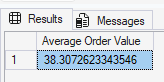 Results Messages
Average Order Value
1 38.3072623343546